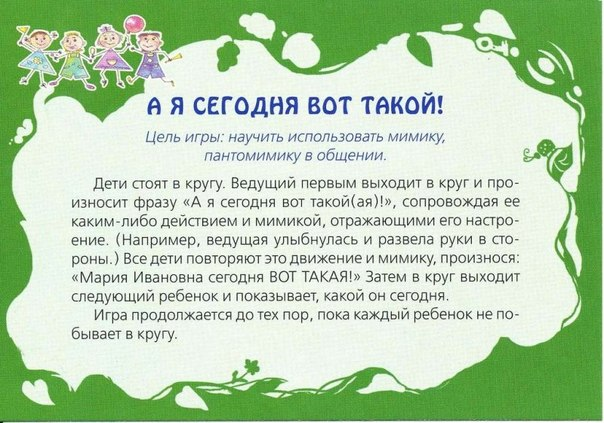 А Я СЕГОДНЯ ВОТ ТАКОЙ!
Цель игры: научить использовать мимику,
пантомимику в общении.
Дети стоят в кругу. Ведущий первым выходит в круг и про-
износит фразу «А я сегодня вот такой(ая)!», сопровождая ее
каким-либо действием и мимикой, отражающими его настро-
ение. (Например, ведущая улыбнулась и развела руки в сто-
роны.) Все дети повторяют это движение и мимику, произнося:
«Мария Ивановна сегодня ВОТ ТАКАЯ!» Затем в круг выходит
следующий ребенок и показывает, какой он сегодня.
Игра продолжается до тех пор, пока каждый ребенок не по-
бывает в кругу.